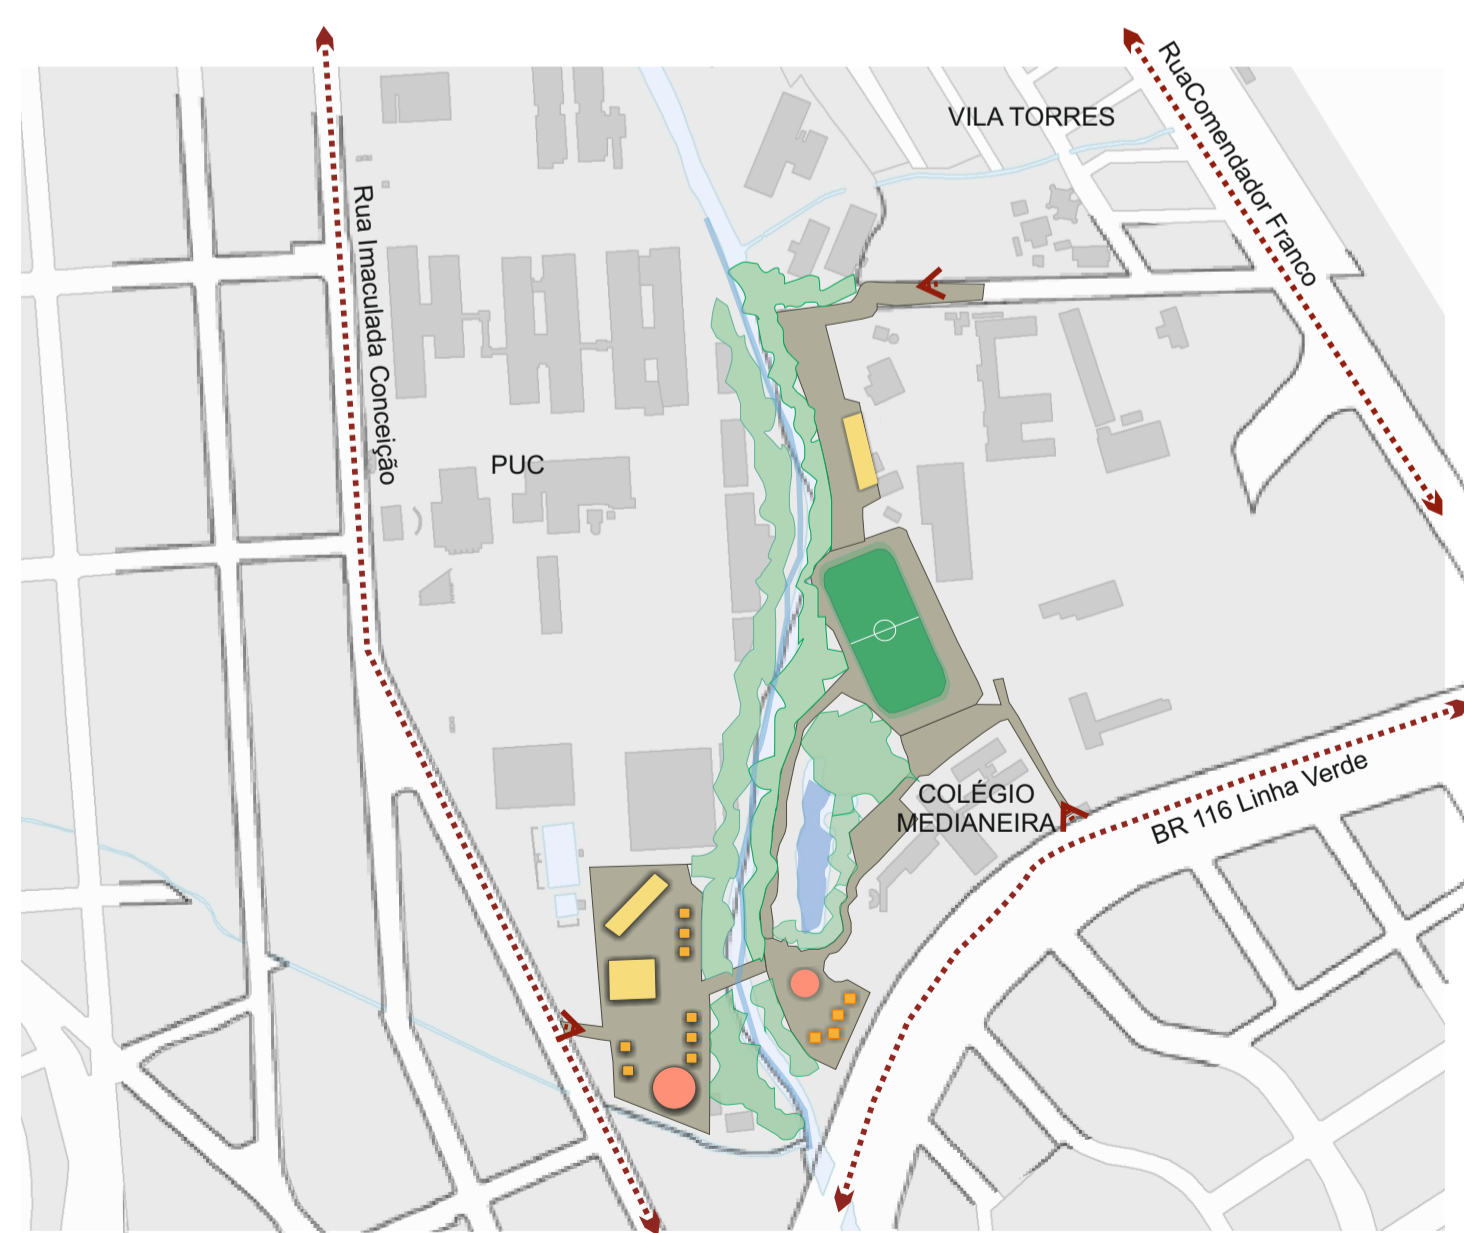 VILA TORRES
RuaComendador Franco
Rua Imaculada Conceição
PUC
COLÉGIO
MEDIANEIRA
BR 116 Linha Verde